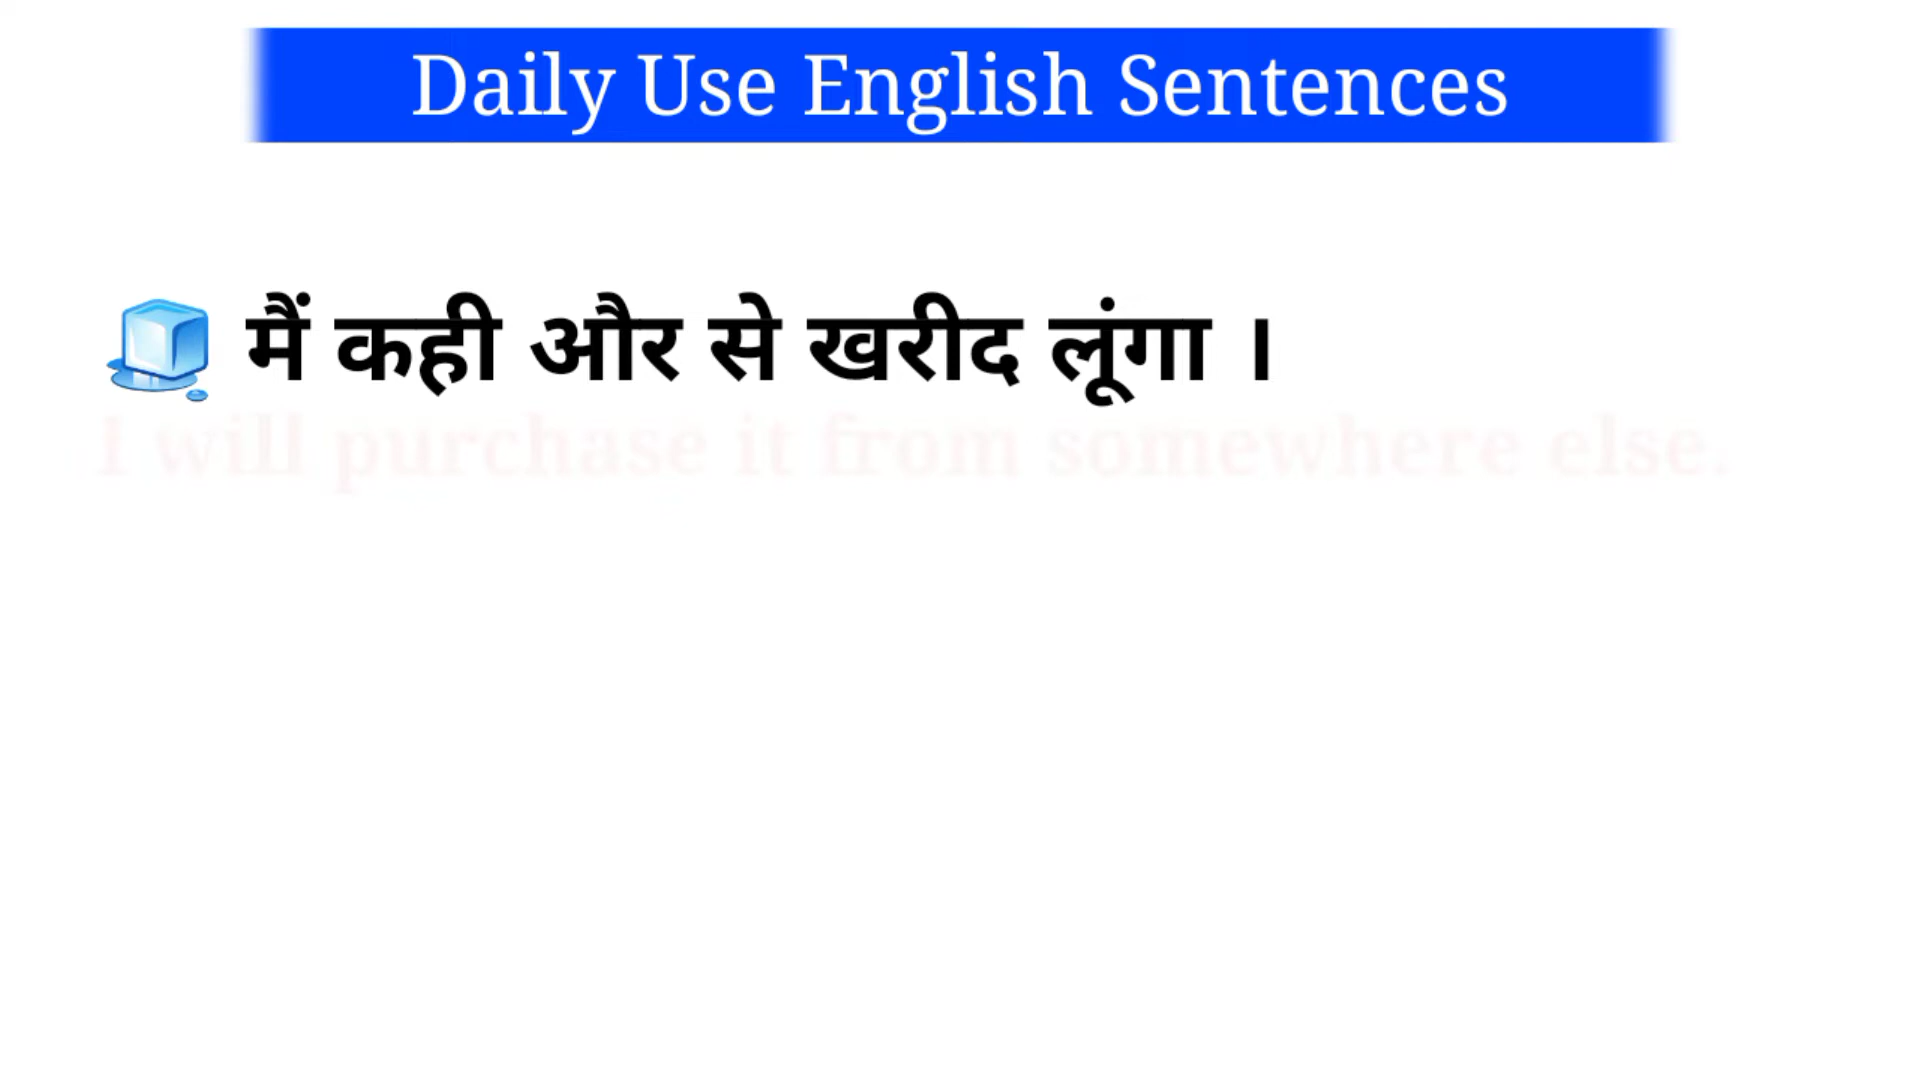 Daily Use English Sentences
मैं कही और से खरीद लूंगा ।
I will purchase it from somewhere else.